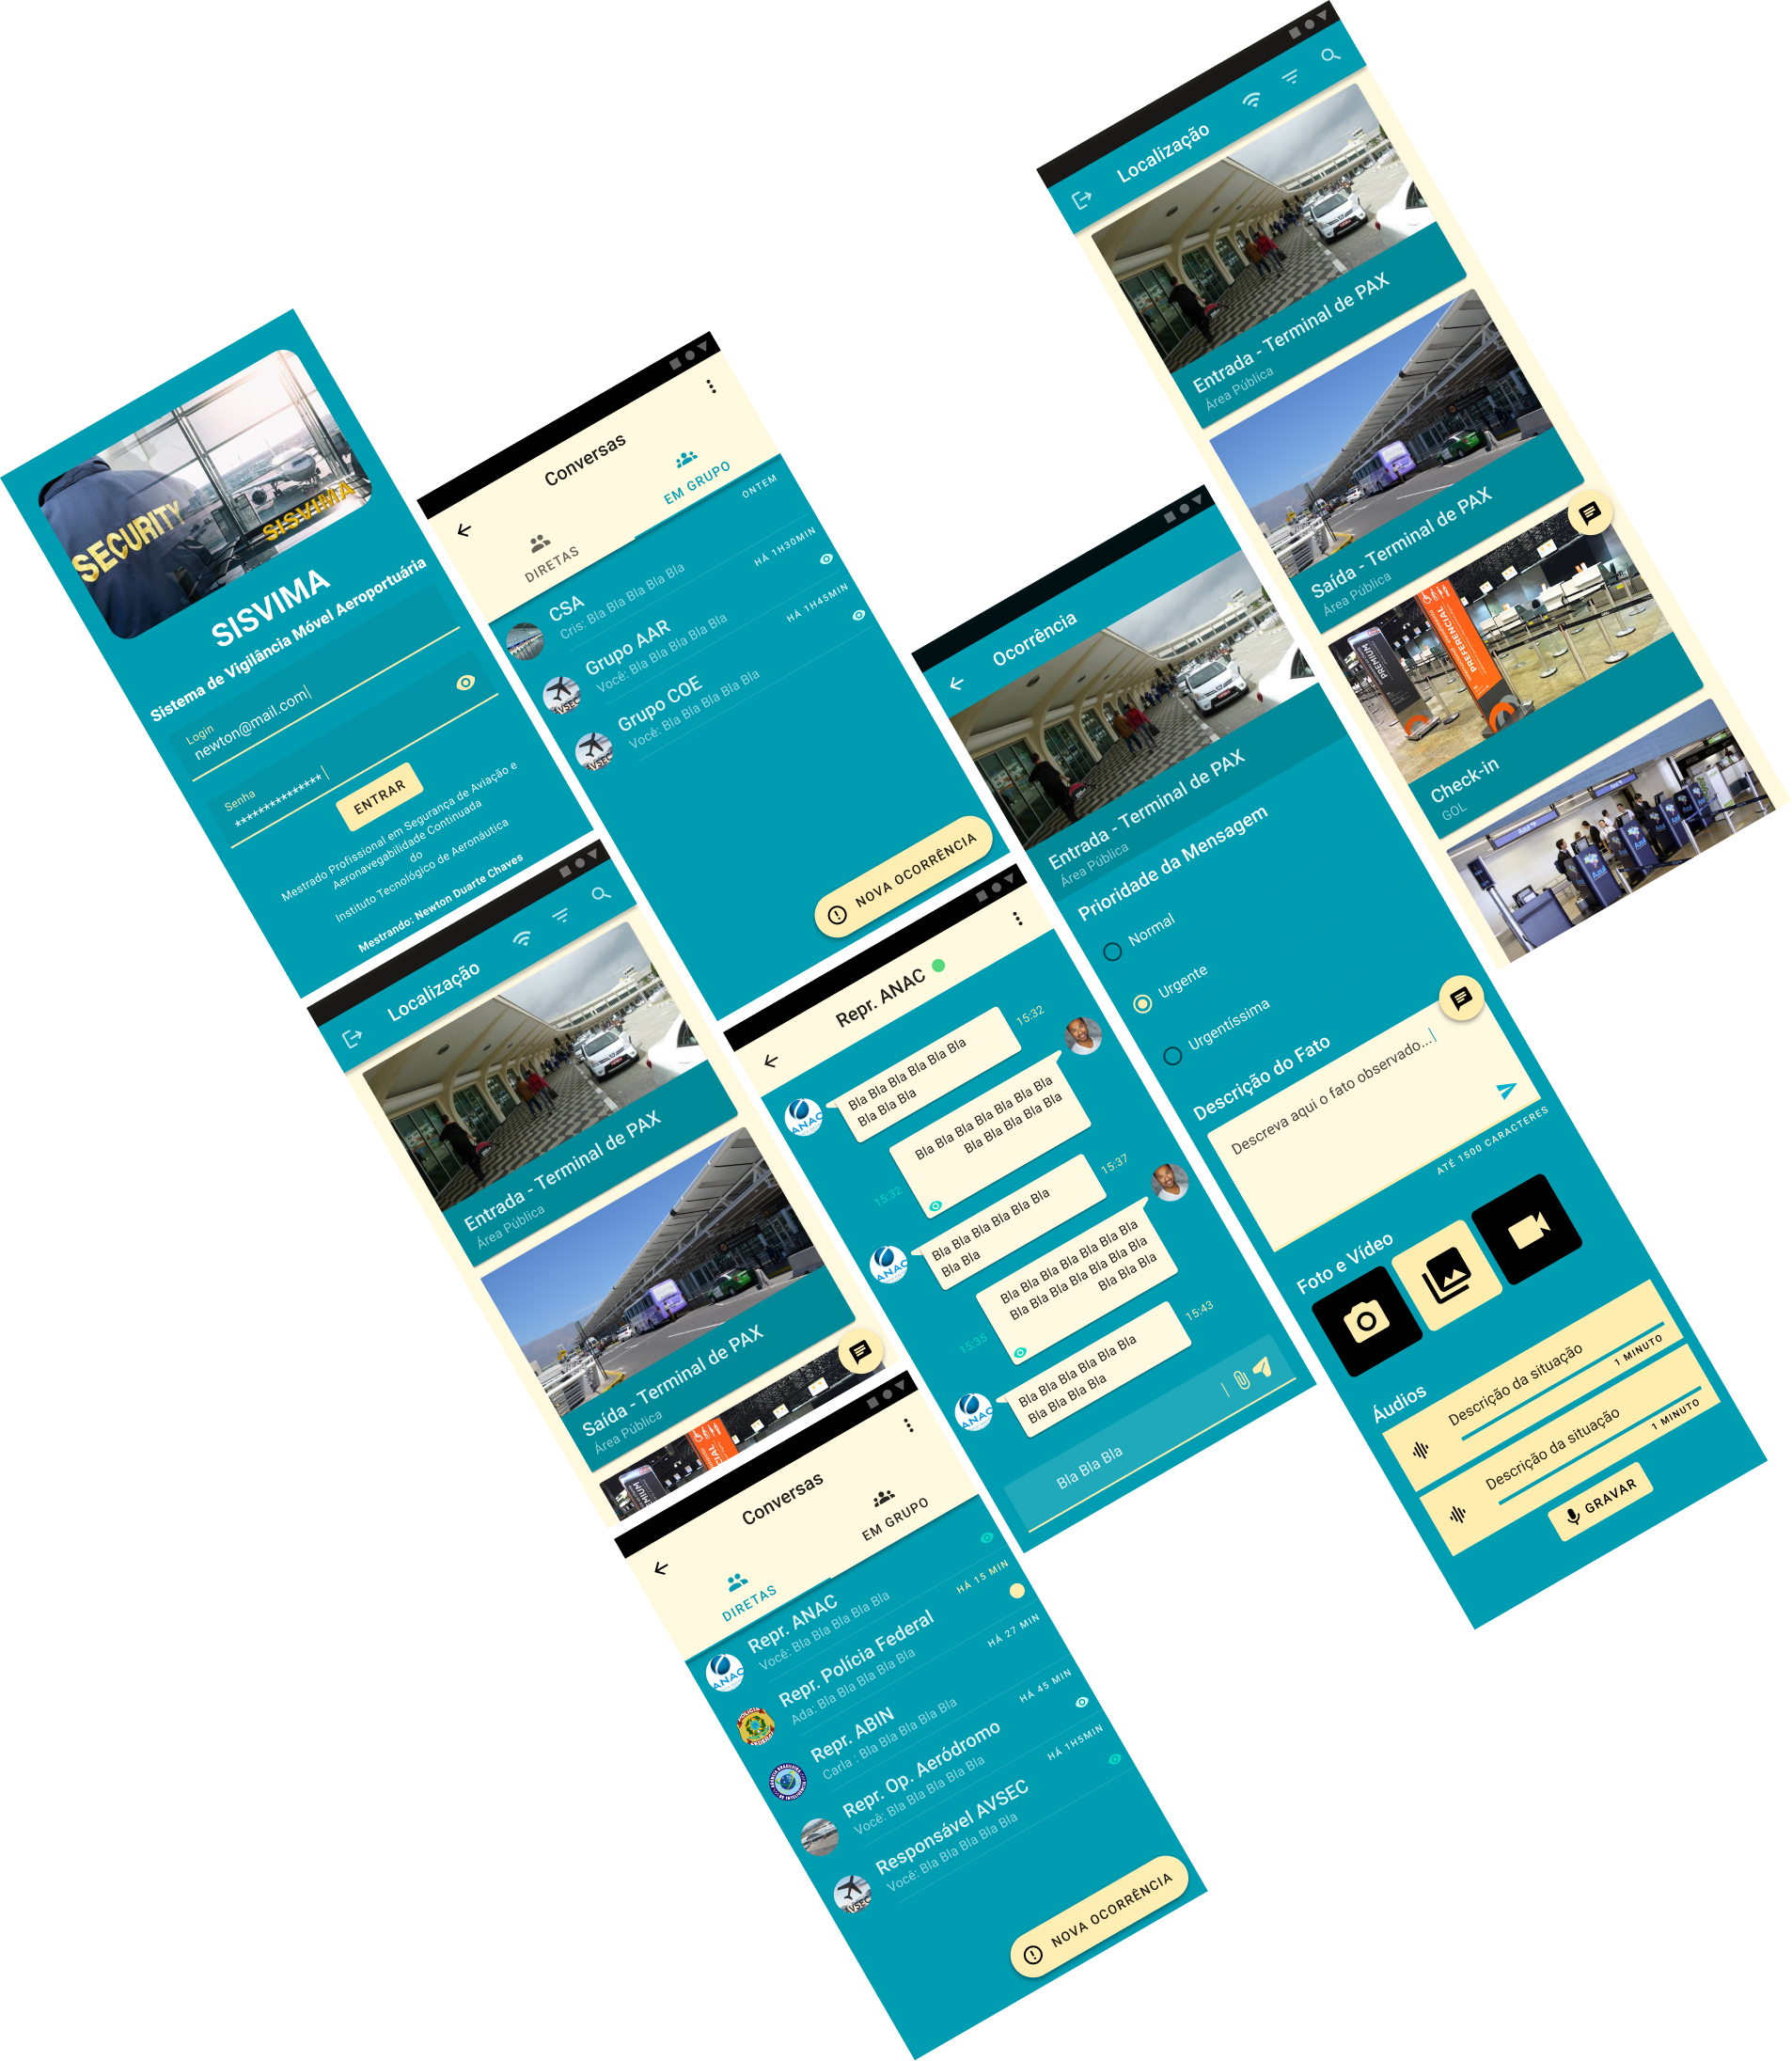 SECURITY
SISVIMA
SISVIMA
Sistema de Vigilância Móvel Aeroportuária
Login
newton@mail.com
Senha
**************
ENTRAR
Mestrado Profissional em Segurança de Aviação e
Aeronavegabilidade Continuada
do
Instituto Tecnológico de Aeronáutica
Mestrando: Newton Duarte Chaves
Localização
Entrada - Terminal de PAX
Área Pública
Saída - Terminal de PAX
Área Pública
Conversas
DIRETAS
EM GRUPO
ONTEM
CSA
Cris: Bla Bla Bla Bla Bla
HÁ 1H30MIN
Grupo AAR
Você: Bla Bla Bla Bla Bla
HÁ 1H45MIN
Grupo COE
Você: Bla Bla Bla Bla Bla
NOVA OCORRÊNCIA
Repr. ANAC
15:32
ANAC
Bla Bla Bla Bla Bla Bla
Bla Bla Bla
Bla Bla Bla Bla Bla Bla Bla
Bla Bla Bla Bla Bla
15:32
15:37
ANAC
Bla Bla Bla Bla Bla Bla
Bla Bla
Bla Bla Bla Bla Bla Bla Bla
Bla Bla Bla Bla Bla Bla Bla
Bla Bla Bla
15:35
15:43
ANAC
Bla Bla Bla Bla Bla Bla
Bla Bla Bla Bla
Bla Bla Bla
Conversas
DIRETAS
EM GRUPO
Repr. ANAC
Você: Bla Bla Bla Bla Bla
ANAC
HÁ 15 MIN
Repr. Polícia Federal
Ada: Bla Bla Bla Bla Bla
HÁ 27 MIN
Repr. ABIN
Carla : Bla Bla Bla Bla Bla
HÁ 45 MIN
Repr. Op. Aeródromo
Você: Bla Bla Bla Bla Bla
HÁ 1H5MIN
Responsável AVSEC
Você: Bla Bla Bla Bla Bla
AVSEC
NOVA OCORRÊNCIA
Ocorrência
Entrada - Terminal de PAX
Área Pública
Prioridade da Mensagem
Normal
Urgente
Urgentíssima
Descrição do Fato
Descreva aqui o fato observado...
ATÉ 1500 CARACTERES
Foto e Vídeo
Áudios
Descrição da situação
1 MINUTO
Descrição da situação
1 MINUTO
GRAVAR
Localização
Entrada - Terminal de PAX
Área Pública
Saída - Terminal de PAX
Área Pública
PREMIUM
PREFERENCIAL
Check-in
GOL
Azul